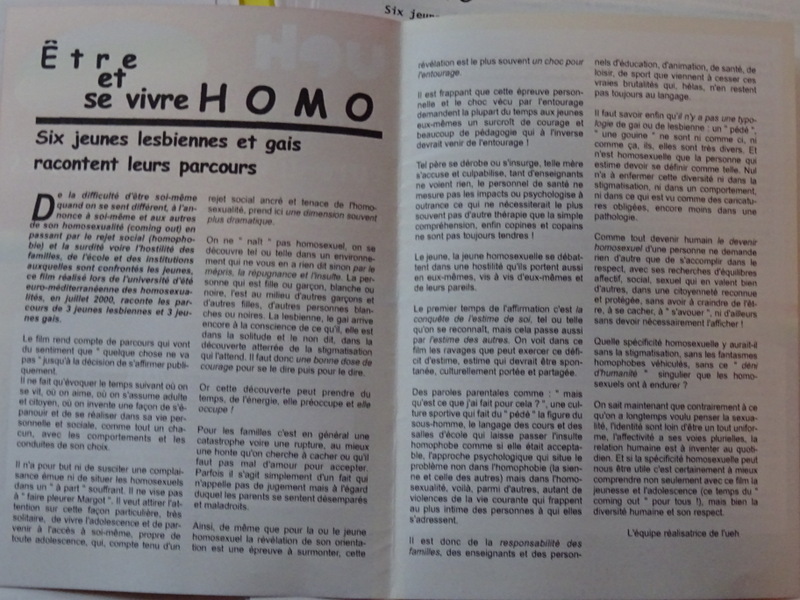 Six jeun
Être
et
se vivre HOMO
Six jeunes lesbiennes et gais
racontent leurs parcours
De la difficulté d'être soi-même
quand on se sent différent, à l'an-
nonce à soi-même et aux autres
de son homosexualité (coming out) en
passant par le rejet social (homopho-
bie) et la surdité voire l'hostilité des
familles, de l'école et des institutions
auxquelles sont confrontés les jeunes,
ce film réalisé lors de l'université d'été
euro-méditerranéenne des homosexua-
lités, en juillet 2000, raconte les par-
cours de 3 jeunes lesbiennes et 3 jeu-
nes gais.
Le film rend compte de parcours qui vont
du sentiment que " quelque chose ne va
pas " jusqu'à la décision de s'affirmer publi-
quement.
Il ne fait qu'évoquer le temps suivant où on
se vit, où on aime, où on s'assume adulte
et citoyen, où on invente une façon de s'é-
panouir et de se réaliser dans sa vie per-
sonnelle et sociale, comme tout un cha-
cun, avec les comportements et les
conduites de son choix.
Il n'a pour but ni de susciter une complai-
sance émue ni de situer les homosexuels
dans un " à part " souffrant. Il ne vise pas
à " faire pleurer Margot ". Il veut attirer l'at-
tention sur cette façon particulière, très
solitaire, de vivre l'adolescence et de par-
venir à l'accès à soi-même, propre de
toute adolescence, qui, compte tenu d'un
rejet social ancré et tenace de l'homo-
sexualité, prend ici une dimension souvent
plus dramatique.
On ne " naît " pas homosexuel, on se
découvre tel ou telle dans un environne-
ment qui ne vous en a rien dit sinon par le
mépris, la répugnance et l'insulte. La per-
sonne qui est fille ou garçon, blanche ou
noire, l'est au milieu d'autres garçons et
d'autres filles, d'autres personnes blan-
ches ou noires. La lesbienne, le gai arrive
à la conscience de ce qu'il, elle est
dans la solitude et le non dit, dans la
découverte atterrée de la stigmatisation
qui l'attend. Il faut donc une bonne dose de
courage pour se le dire puis pour le dire.
Or cette découverte peut prendre du
temps, de l'énergie, elle préoccupe et elle
occupe !
Pour les familles c'est en général une
catastrophe voire une rupture, au mieux
une honte qu'on cherche à cacher ou qu'il
faut pas mal d'amour pour accepter.
Parfois il s'agit simplement d'un fait qui
n'appelle pas de jugement mais à l'égard
duquel les parents se sentent désemparés
et maladroits.
Ainsi, de même que pour la ou le jeune
homosexuel la révélation de son orienta-
tion est une épreuve à surmonter, cette
révélation est le plus souvent un choc pour
l'entourage.
Il est frappant que cette épreuve person-
nelle et le choc vécu par l'entourage
demandent la plupart du temps aux jeunes
eux-mêmes un surcroît de courage et
beaucoup de pédagogie qui à l'inverse
devrait venir de l'entourage !
Tel père se dérobe ou s'insurge, telle mère
s'accuse et culpabilise, tant d'enseignants
ne voient rien, le personnel de santé ne
mesure pas les impacts ou psychologise à
outrance ce qui ne nécessiterait le plus
souvent pas d'autre thérapie que la simple
compréhension, enfin copines et copains
ne sont pas toujours tendres !
Le jeune, la jeune homosexuelle se débat-
tent dans une hostilité qu'ils portent aussi
en eux-mêmes, vis à vis d'eux-mêmes et
de leurs pareils.
Le premier temps de l'affirmation c'est la
conquête de l'estime de soi, tel ou telle
qu'on se reconnaît, mais cela passe aussi
par l'estime des autres. On voit dans ce
film les ravages que peut exercer ce défi-
cit d'estime, estime qui devrait être spon-
tanée, culturellement portée et partagée.
Des paroles parentales comme : " mais
qu'est ce que j'ai fait pour cela ? ", une cul-
ture sportive qui fait du " pédé " la figure du
sous-homme, le langage des cours et des
salles d'école qui laisse passer l'insulte
homophobe comme si elle était accepta-
ble, l'approche psychologique qui situe le
problème non dans l'homophobie (la sien-
ne et celle des autres) mais dans l'homo-
sexualité, voilà, parmi d'autres, autant de
violences de la vie courante qui frappent
au plus intime des personnes à qui elles
s'adressent.
Il est donc de la responsabilité des
familles, des enseignants et des person-
nels d'éducation, d'animation, de santé, de
loisir, de sport que viennent à cesser ces
vraies brutalités qui, hélas, n'en restent
pas toujours au langage.
Il faut savoir enfin qu'il n'y a pas une typo-
logie de gai ou de lesbienne : un " pédé ",
" une gouine " ne sont ni comme ci, ni
comme ça, ils, elles sont très divers. Et
n'est homosexuelle que la personne qui
estime devoir se définir comme telle. Nul
n'a à enfermer cette diversité ni dans la
stigmatisation, ni dans un comportement,
ni dans ce qui est vu comme des caricatu-
res obligées, encore moins dans une
pathologie.
Comme tout devenir humain le devenir
homosexuel d'une personne ne demande
rien d'autre que de s'accomplir dans le
respect, avec ses recherches d'équilibres
affectif, social, sexuel qui en valent bien
d'autres, dans une citoyenneté reconnue
et protégée, sans avoir à craindre de l'ê-
tre, à se cacher, à " s'avouer ", ni d'ailleurs
sans devoir nécessairement l'afficher !
Quelle spécificité homosexuelle y aurait-il
sans la stigmatisation, sans les fantasmes
homophobes véhiculés, sans ce " déni
d'humanité " singulier que les homo-
sexuels ont à endurer ?
On sait maintenant que contrairement à ce
qu'on a longtemps voulu penser la sexua-
lité, l'identité sont loin d'être un tout unifor-
me, l'affectivité a ses voies plurielles, la
relation humaine est à inventer au quoti-
dien. Et si la spécificité homosexuelle peut
nous être utile c'est certainement à mieux
comprendre non seulement avec ce film la
jeunesse et l'adolescence (ce temps du "
coming out " pour tous !), mais bien la
diversité humaine et son respect.
L'équipe réalisatrice de l'ueh